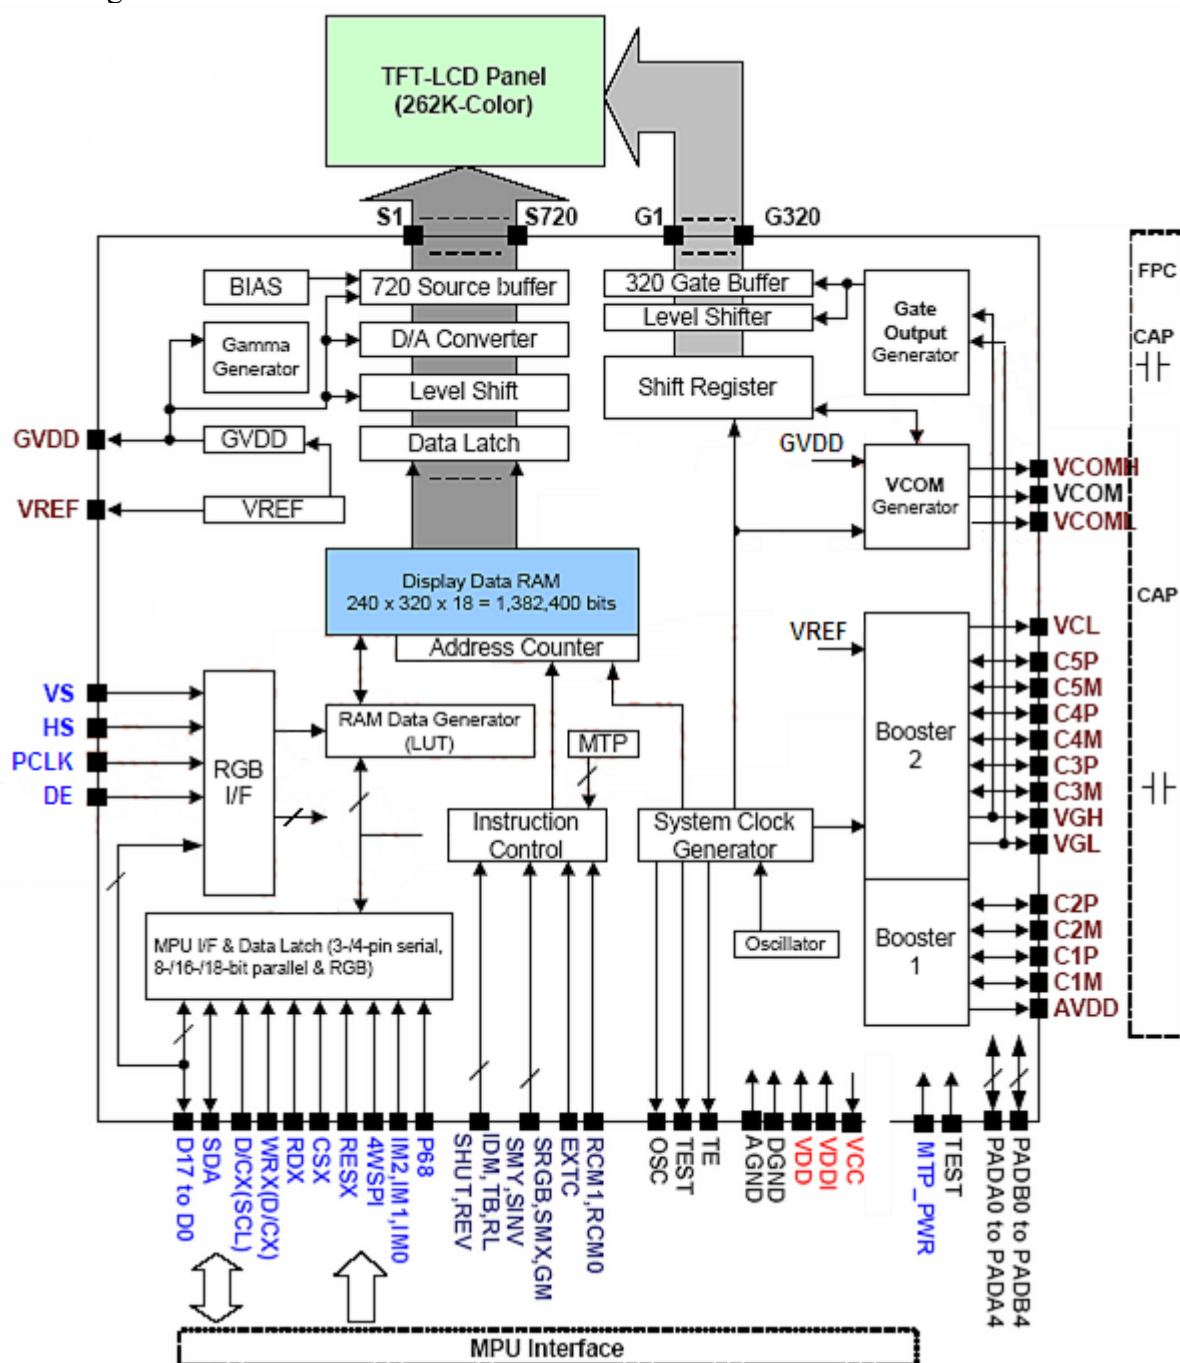 TFT-LCD Panel
(262K-Color)
S1
S720
G1
G320
BIAS
720 Source buffer
320 Gate Buffer
Level Shifter
Gate
Output
Generator
FPC
CAP
Gamma
Generator
D/A Converter
Level Shift
Shift Register
GVDD
GVDD
Data Latch
GVDD
VREF
VREF
VCOM
Generator
VCOMH
VCOM
VCOML
Display Data RAM
240 x 320 x 18 = 1,382,400 bits
Address Counter
VREF
CAP
VCL
C5P
C5M
C4P
C4M
C3P
C3M
VGH
VGL
VS
HS
PCLK
DE
RGB
I/F
RAM Data Generator
(LUT)
MTP
Booster
2
Instruction
Control
System Clock
Generator
MPU I/F & Data Latch (3-/4-pin serial,
8-/16-/18-bit parallel & RGB)
Oscillator
Booster
1
C2P
C2M
C1P
C1M
AVDD
D17 to D0
SDA
D/CX(SCL)
WRX(D/CX)
RDX
CSX
RESX
4WSPI
IM2,IM1,IM0
P68
SHUT,REV
IDM,TB,RL
SMY,SINV
SRGB,SMX,GM
EXTC
RCM1,RCM0
OSC
TEST
TE
AGND
DGND
VDD
VDDI
VCC
MTP_PWR
TEST
PADA0 to PADA4
PADB0 to PADB4
MPU Interface